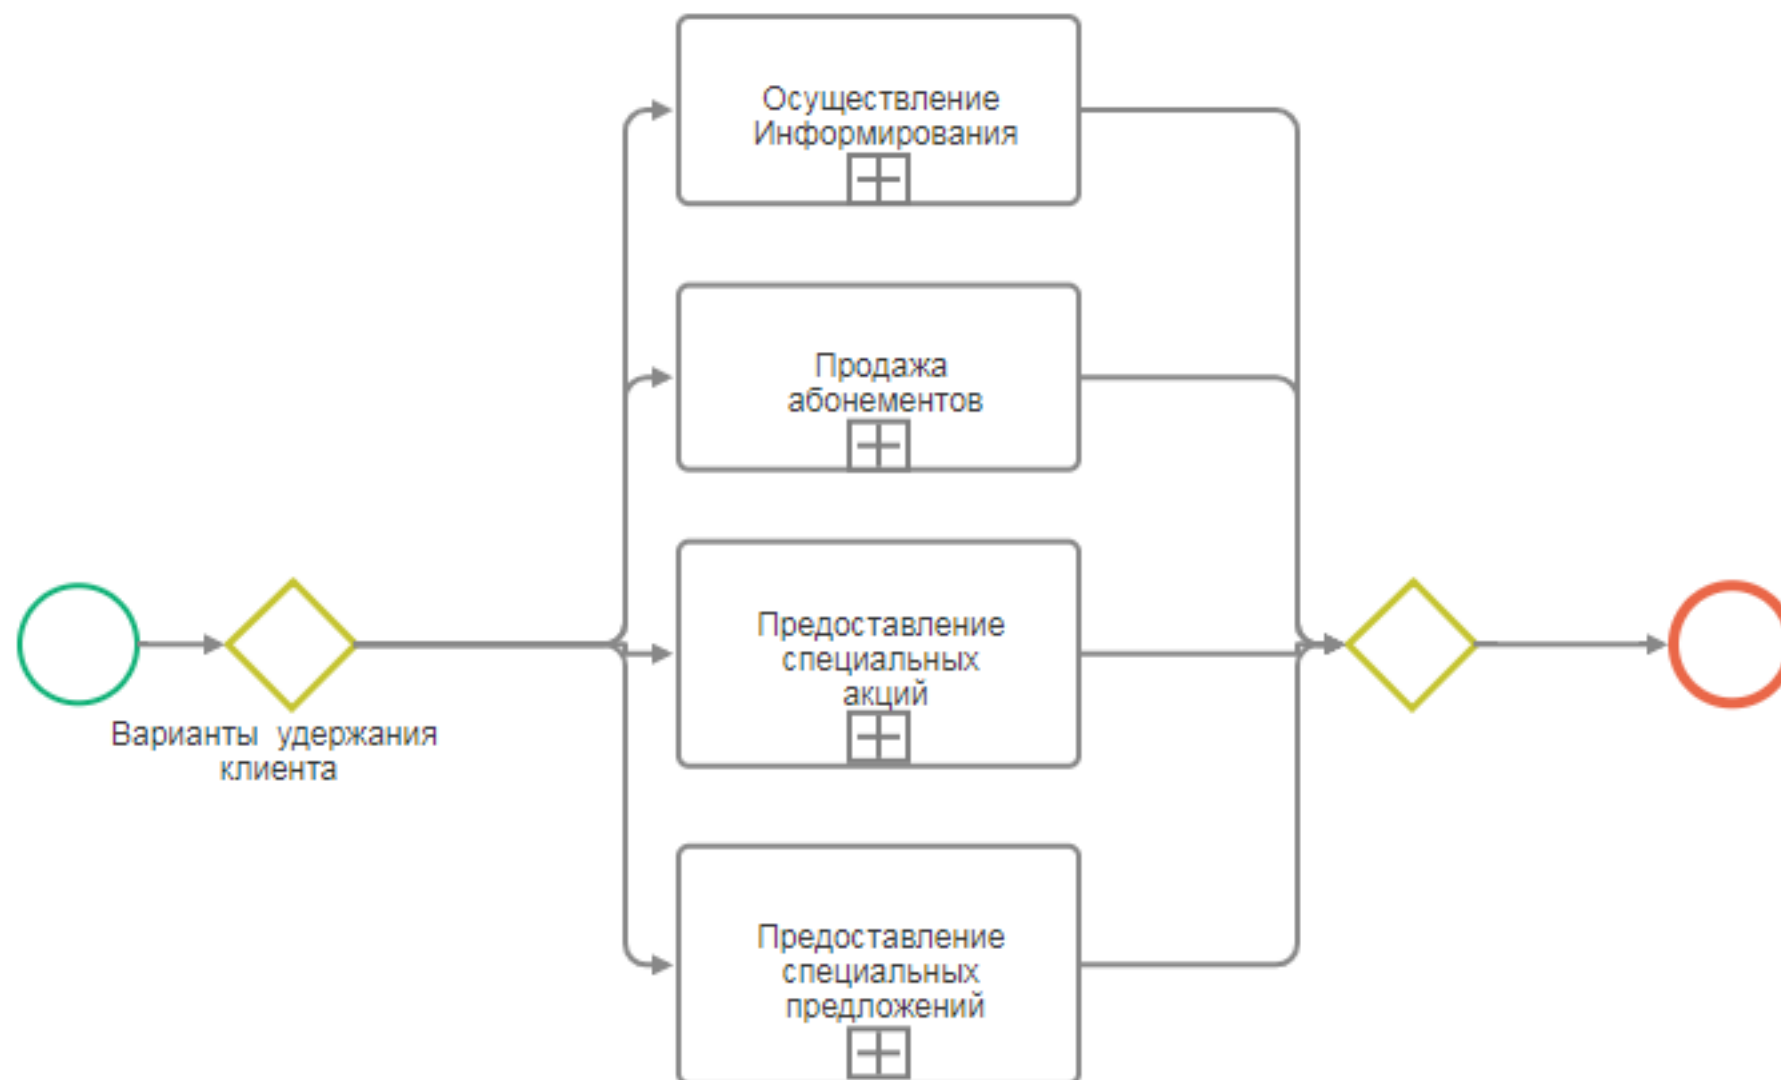 Осуществление
Информирования
Продажа
абонементов
Предоставление
специальных
акций
Варианты удержания
клиента
Предоставление
специальных
предложений